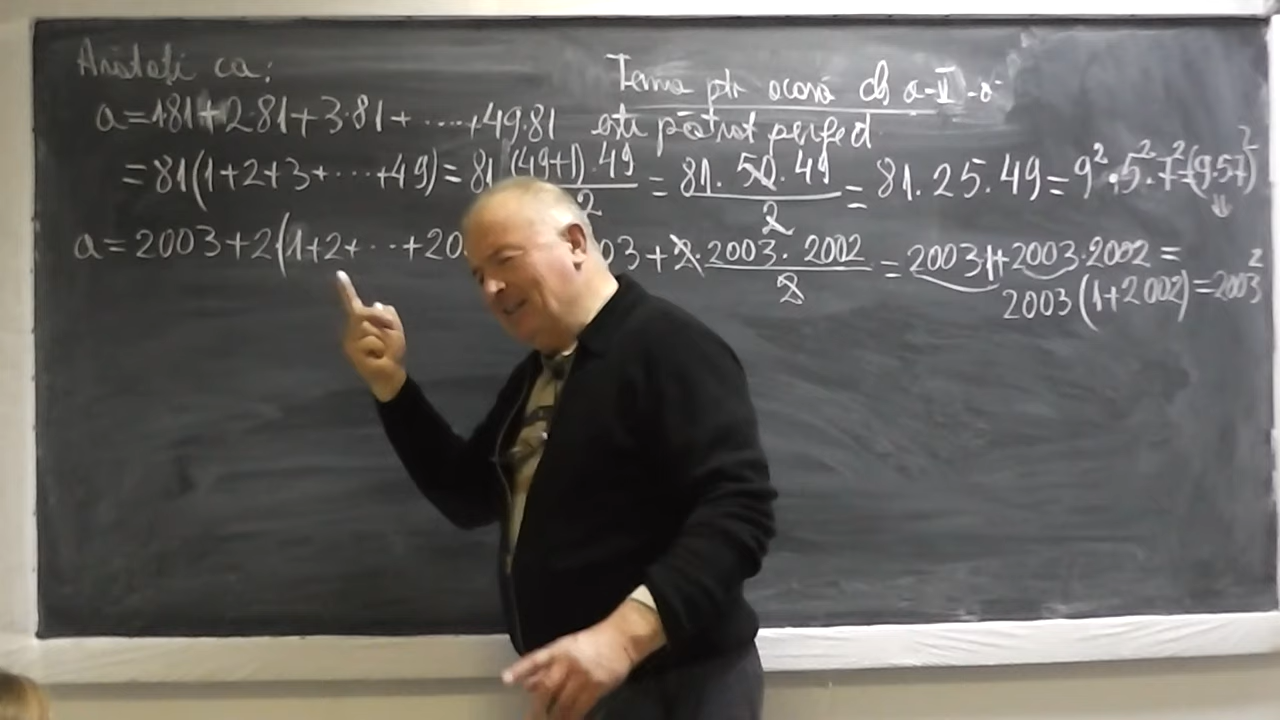 Arătați ca:
Tema ptr acasă cls a-V-a
a=1·81+2·81+3·81+ ... +49·81 este pătrat perfect
=81(1+2+3+...+49)=81 (49+1)·49 / 2 = 81·50·49 / 2 = 81.25.49=9²·5²·7²=(9·5·7)²
⇓
a=2003+2(1+2+...+20 03+2· 2003·2002 / 2 = 2003·1+2003·2002=
2003(1+2002)=2003²